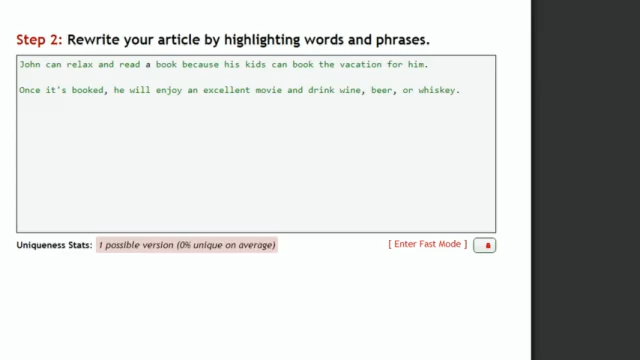 Step 2: Rewrite your article by highlighting words and phrases.
John can relax and read a book because his kids can book the vacation for him.
Once it's booked, he will enjoy an excellent movie and drink wine, beer, or whiskey.
Uniqueness Stats: 1 possible version (0% unique on average) [ Enter Fast Mode ]